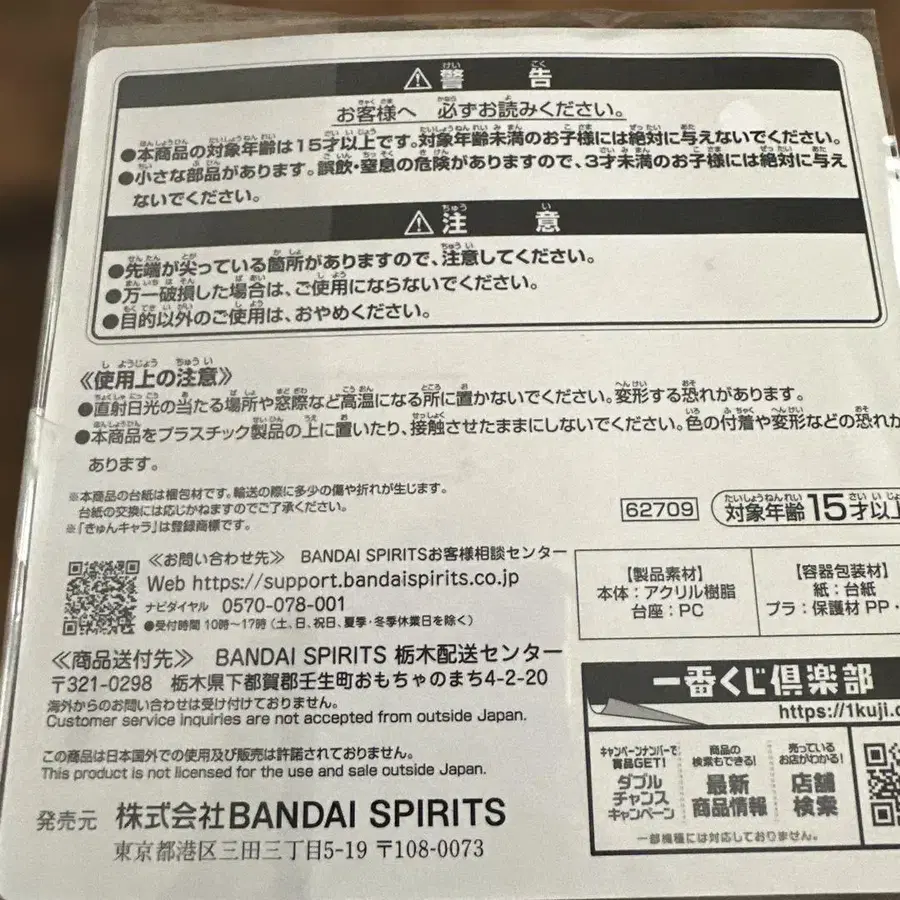 ⚠警告
お客様へ 必ずお読みください。
●本商品の対象年齢は15才以上です。対象年齢未満のお子様には絶対に与えないでください。
●小さな部品があります。誤飲・窒息の危険がありますので、3才未満のお子様には絶対に与え
ないでください。
⚠注意
●先端が尖っている箇所がありますので、注意してください。
●万一破損した場合は、ご使用にならないでください。
●目的以外のご使用は、おやめください。
≪使用上の注意≫
●直射日光の当たる場所や窓際など高温になる所に置かないでください。変形する恐れがあります。
●本商品をプラスチック製品の上に置いたり、接触させたままにしないでください。色の付着や変形などの恐れが
あります。
※本商品の台紙は梱包材です。輸送の際に多少の傷や折れが生じます。
台紙の交換には応じかねますのでご了承ください。
※「きゅんキャラ」は登録商標です。
62709
対象年齢15才以上
≪お問い合わせ先≫ BANDAI SPIRITSお客様相談センター
Web https://support.bandaispirits.co.jp
ナビダイヤル 0570-078-001
●受付時間 10時〜17時 (土、日、祝日、夏季・冬季休業日を除く)
【製品素材】
本体:アクリル樹脂
台座:PC
【容器包装材】
紙:台紙
プラ:保護材 PP・
≪商品送付先≫ BANDAI SPIRITS 栃木配送センター
〒321-0298 栃木県下都賀郡壬生町おもちゃのまち4-2-20
海外からのお問い合わせは受け付けておりません。
Customer service inquiries are not accepted from outside Japan.
この商品は日本国外での使用及び販売は許諾されておりません。
This product is not licensed for the use and sale outside Japan.
発売元 株式会社BANDAI SPIRITS
東京都港区三田三丁目5-19 〒108-0073
一番くじ倶楽部
https://1kuji.c
キャンペーンナンバーで
賞品GET!
ダブル
チャンス
キャンペーン
商品の
検索もできる!
最新
商品情報
売っている
お店がわかる!
店舗
検索
一部機種には対応しておりません。